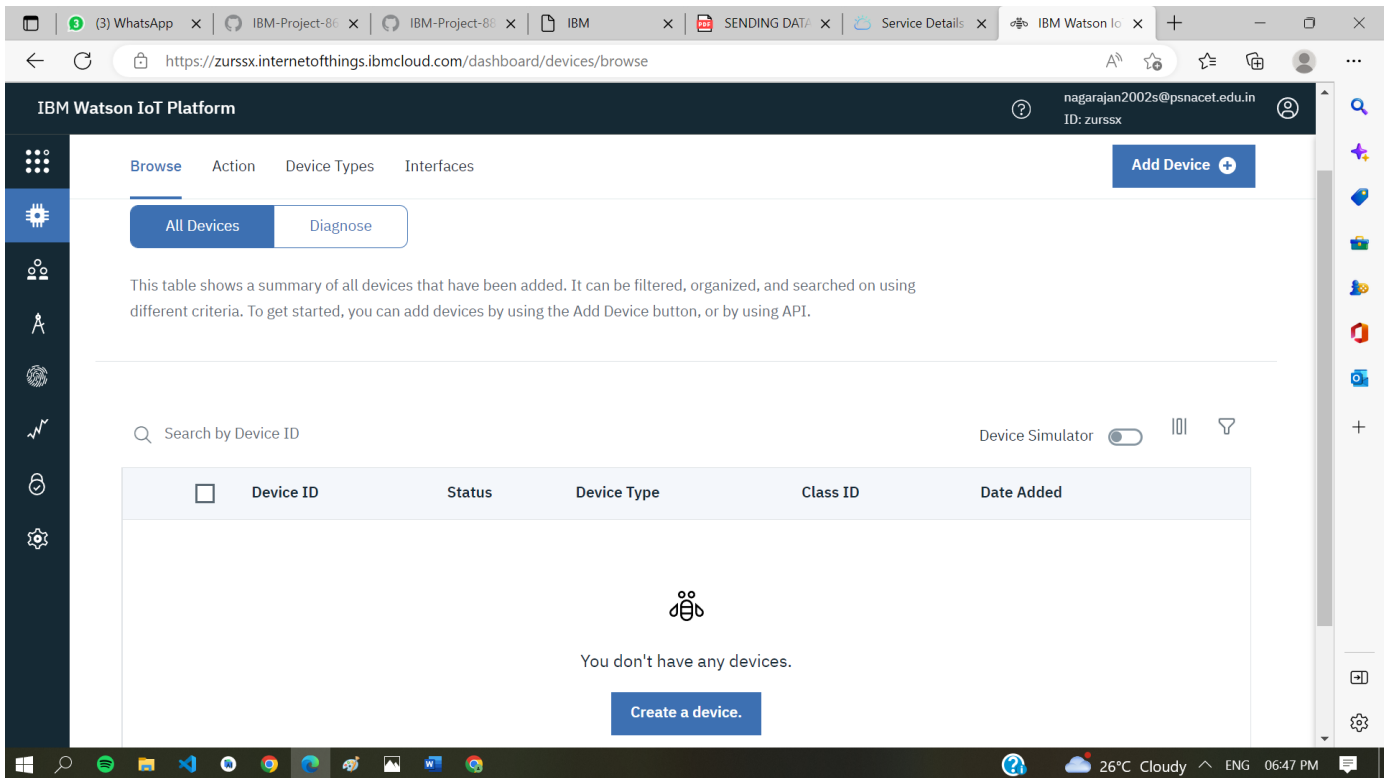 3 (3) WhatsApp IBM-Project-86 IBM-Project-88 IBM SENDING DATA Service Details IBM Watson Io
https://zurssx.internetofthings.ibmcloud.com/dashboard/devices/browse
IBM Watson IoT Platform
nagarajan2002s@psnacet.edu.in
ID: zurssx
Browse Action Device Types Interfaces Add Device
All Devices Diagnose
This table shows a summary of all devices that have been added. It can be filtered, organized, and searched on using
different criteria. To get started, you can add devices by using the Add Device button, or by using API.
Search by Device ID Device Simulator
Device ID Status Device Type Class ID Date Added
You don't have any devices.
Create a device.
26°C Cloudy ENG 06:47 PM